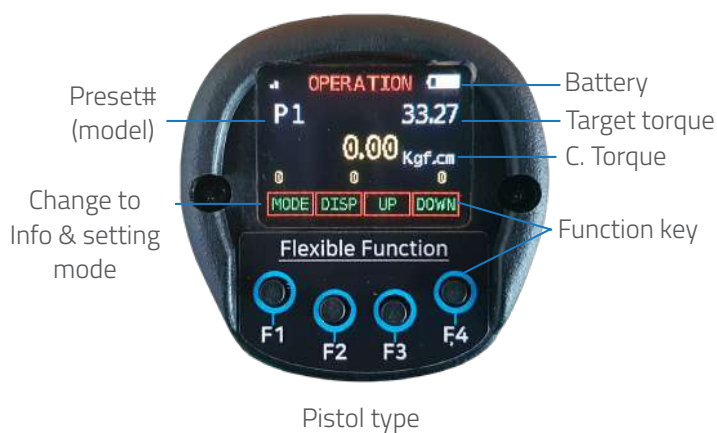 OPERATION
Battery
Preset#
(model)
P1
33.27
Target torque
0.00 Kgf.cm
C. Torque
0 0 0
Change to
Info & setting
mode
MODE DISP UP DOWN
Function key
Flexible Function
F1 F2 F3 F4
Pistol type